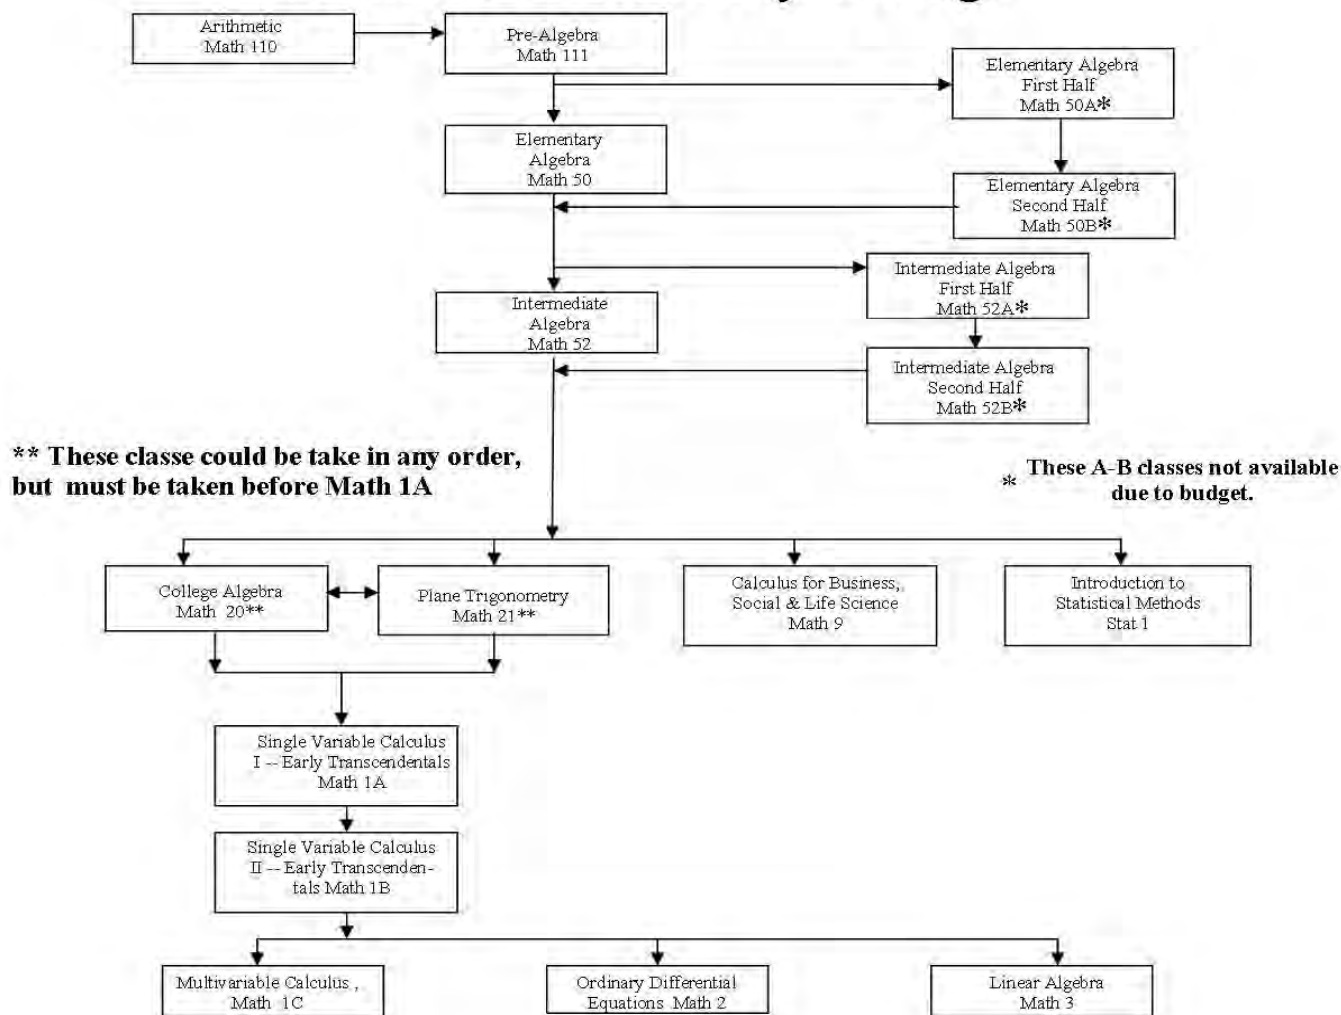 Arithmetic
Math 110
Pre-Algebra
Math 111
Elementary Algebra
First Half
Math 50A*
Elementary
Algebra
Math 50
Elementary Algebra
Second Half
Math 50B*
Intermediate Algebra
First Half
Math 52A*
Intermediate
Algebra
Math 52
Intermediate Algebra
Second Half
Math 52B*
** These classe could be take in any order,
but must be taken before Math 1A
* These A-B classes not available
due to budget.
College Algebra
Math 20**
Plane Trigonometry
Math 21**
Calculus for Business,
Social & Life Science
Math 9
Introduction to
Statistical Methods
Stat 1
Single Variable Calculus
I -- Early Transcendentals
Math 1A
Single Variable Calculus
II -- Early Transcenden-
tals Math 1B
Multivariable Calculus ,
Math 1C
Ordinary Differential
Equations Math 2
Linear Algebra
Math 3